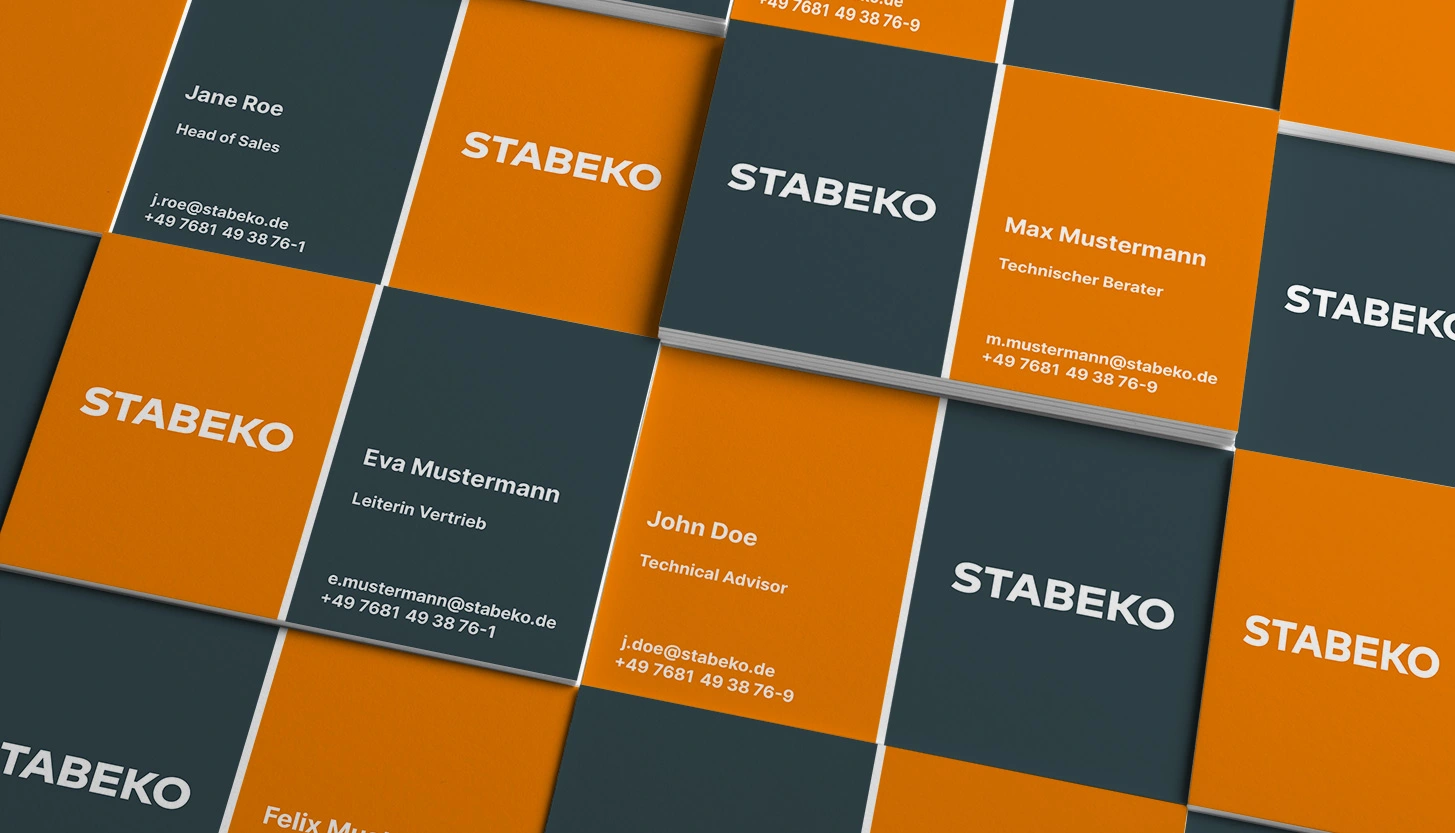 …de
+49 7681 49 38 76-9
Jane Roe
Head of Sales
j.roe@stabeko.de
+49 7681 49 38 76-1
STABEKO
STABEKO
Max Mustermann
Technischer Berater
m.mustermann@stabeko.de
+49 7681 49 38 76-9
STABEKO
STABEKO
Eva Mustermann
Leiterin Vertrieb
e.mustermann@stabeko.de
+49 7681 49 38 76-1
John Doe
Technical Advisor
j.doe@stabeko.de
+49 7681 49 38 76-9
STABEKO
STABEKO
TABEKO
Felix